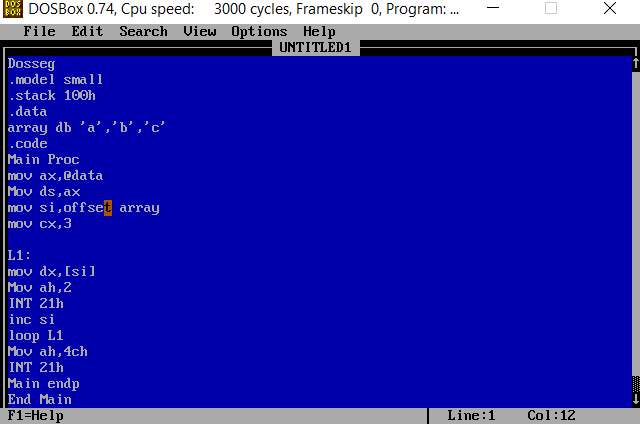 DOS BOX DOSBox 0.74, Cpu speed: 3000 cycles, Frameskip 0, Program: ...
File Edit Search View Options Help
UNTITLED1
Dosseg
.model small
.stack 100h
.data
array db 'a','b','c'
.code
Main Proc
mov ax,@data
Mov ds,ax
mov si,offset array
mov cx,3
L1:
mov dx,[si]
Mov ah,2
INT 21h
inc si
loop L1
Mov ah,4ch
INT 21h
Main endp
End Main
F1=Help Line:1 Col:12